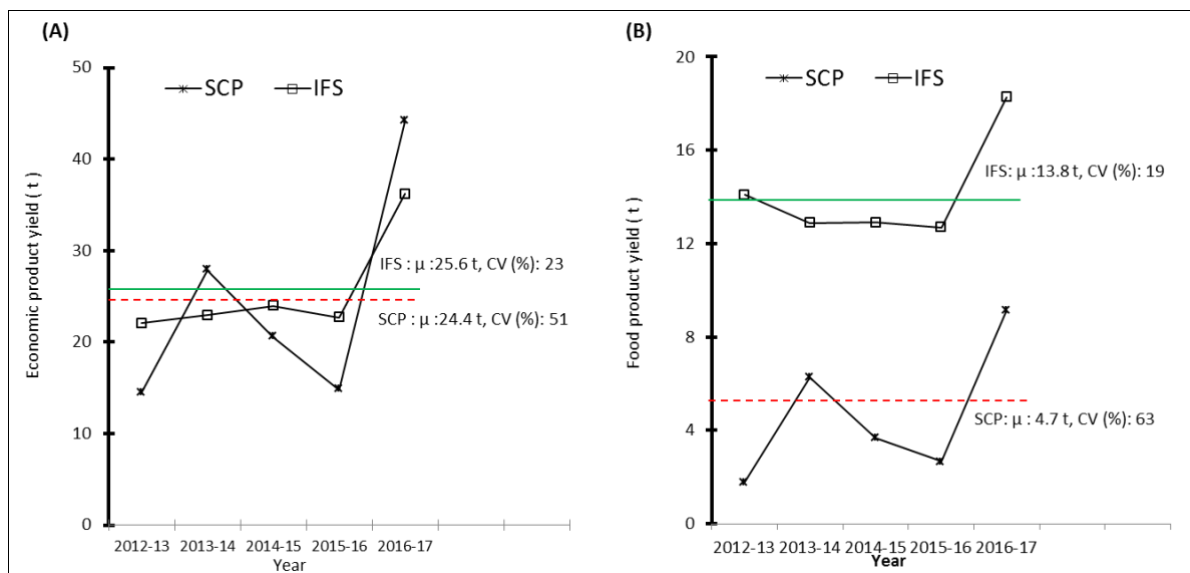 (A)
SCP IFS
Economic product yield ( t )
50
40
30
20
10
0
IFS : µ :25.6 t, CV (%): 23
SCP : µ :24.4 t, CV (%): 51
2012-13 2013-14 2014-15 2015-16 2016-17
Year
(B)
SCP IFS
Food product yield ( t )
20
16
12
8
4
0
IFS: µ :13.8 t, CV (%): 19
SCP: µ : 4.7 t, CV (%): 63
2012-13 2013-14 2014-15 2015-16 2016-17
Year